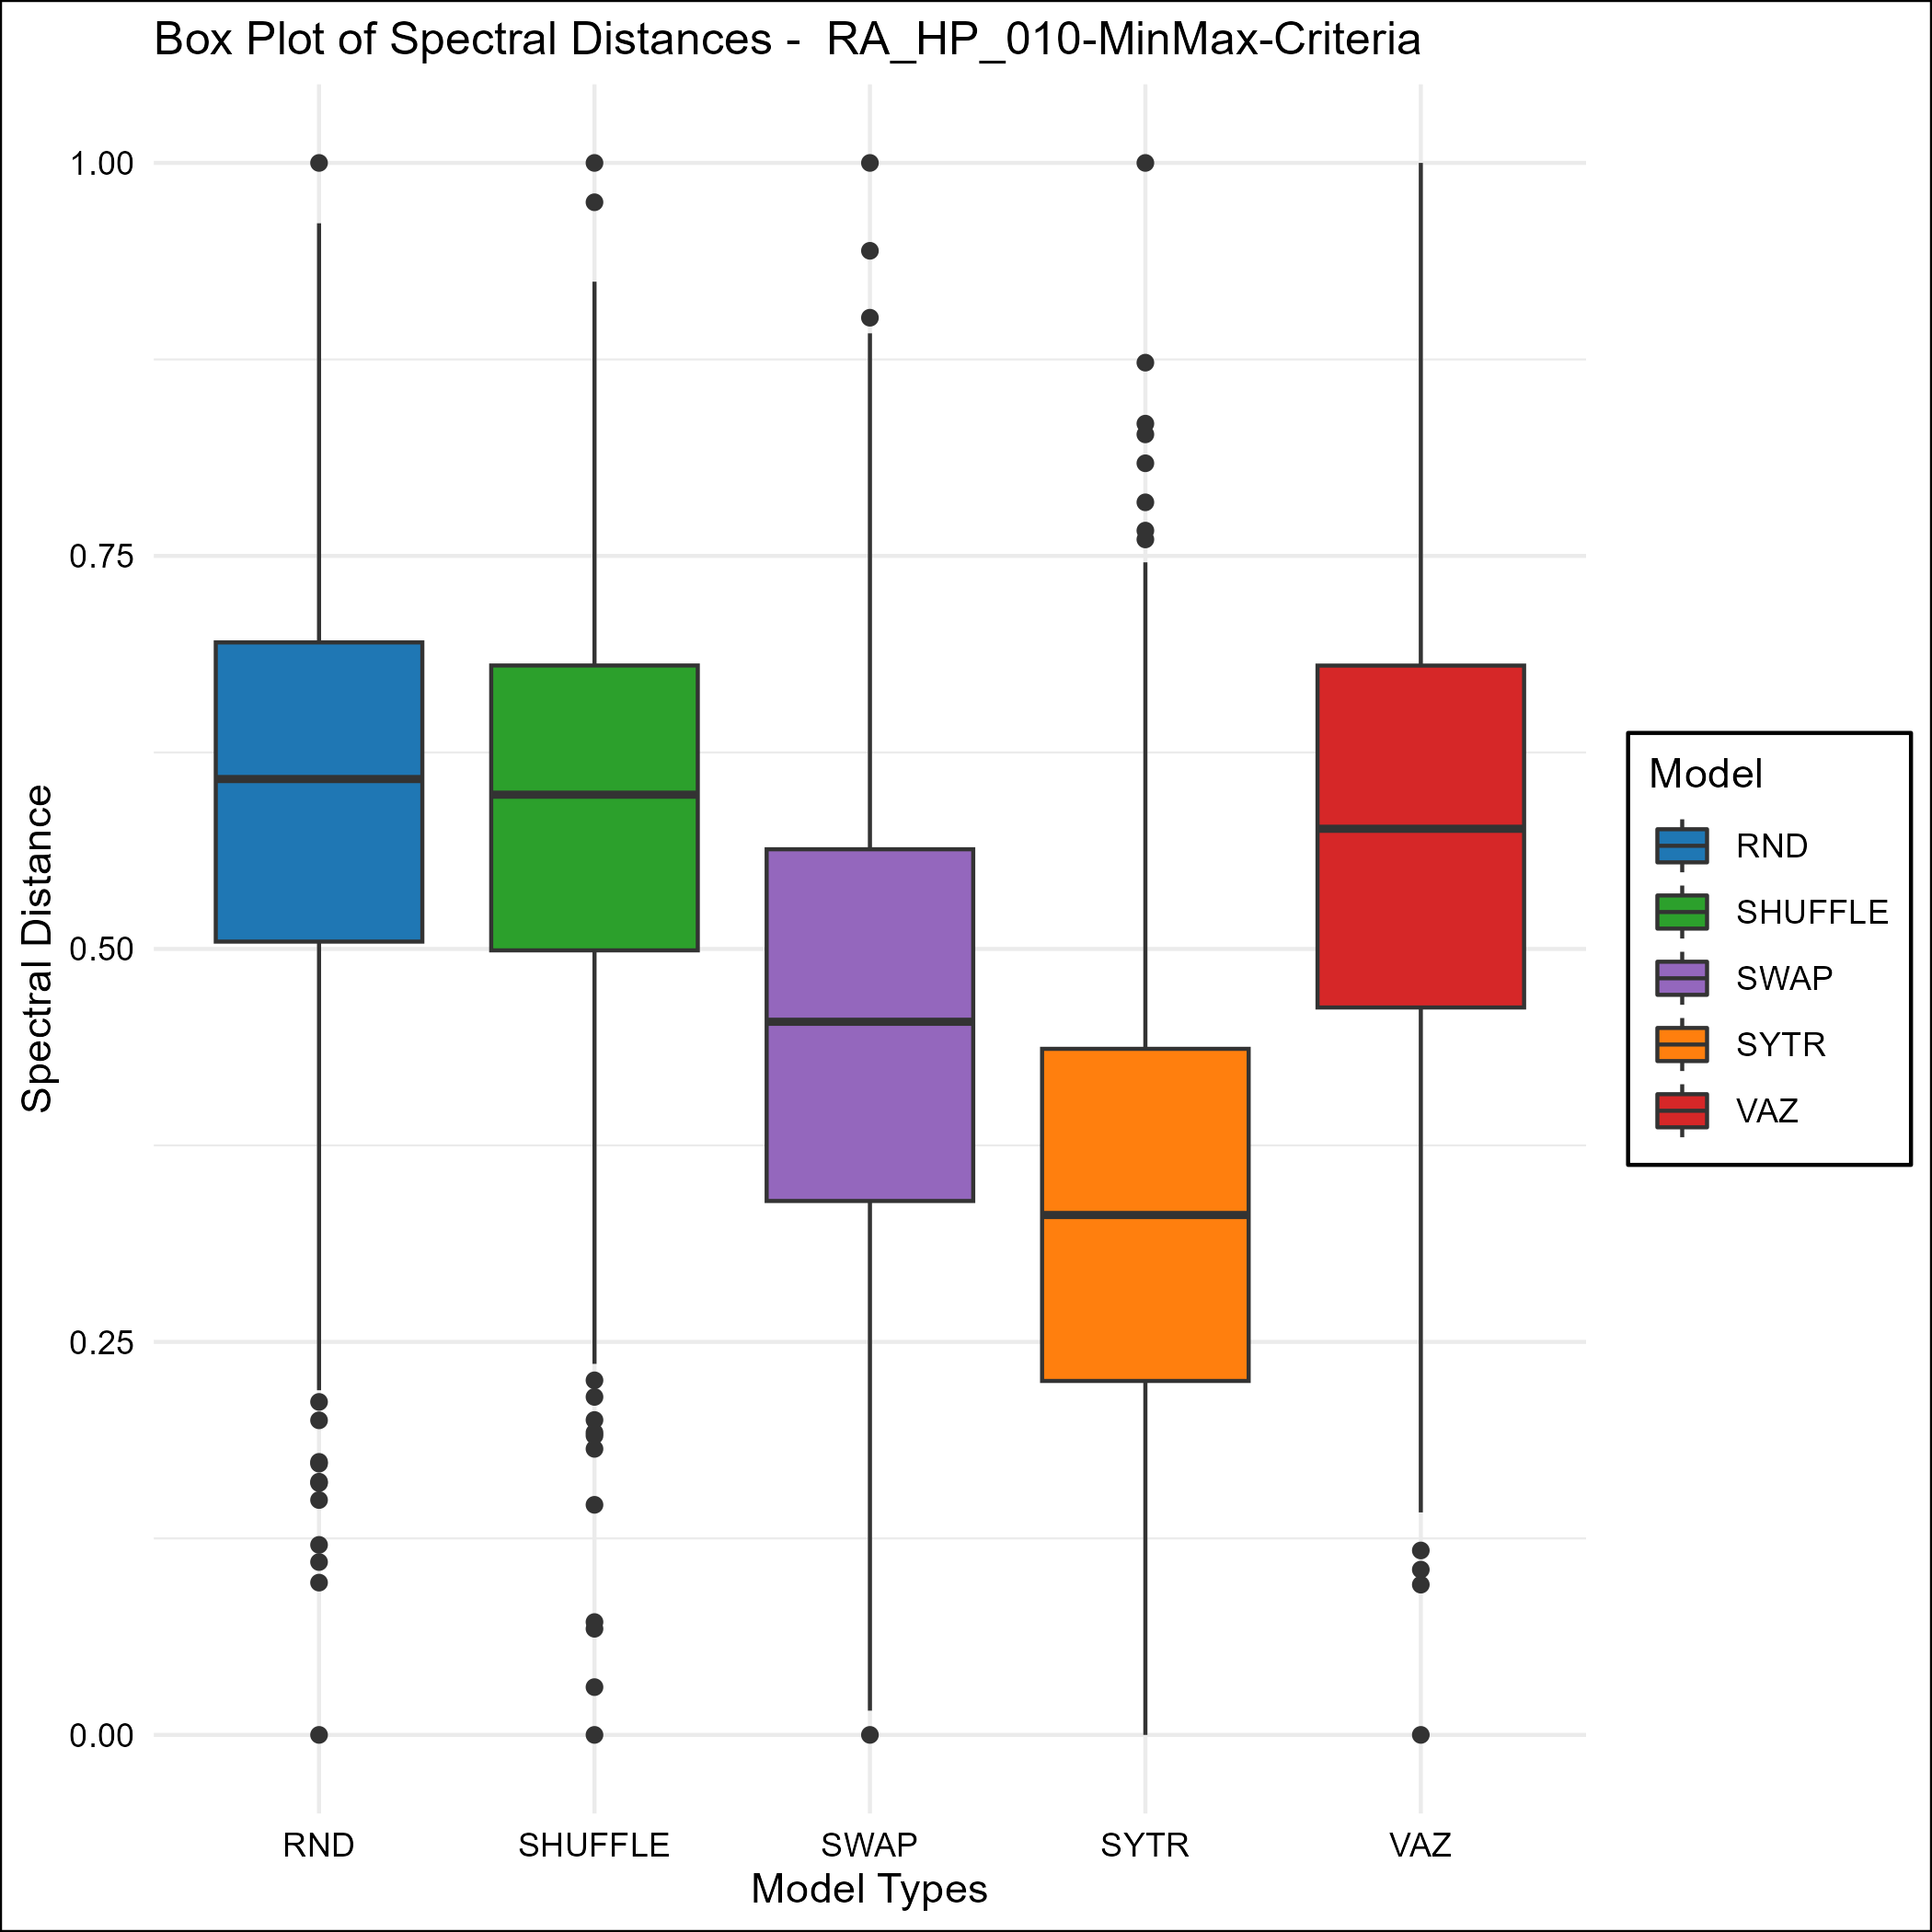 Box Plot of Spectral Distances -  RA_HP_010-MinMax-Criteria
Spectral Distance
1.00
0.75
0.50
0.25
0.00
RND
SHUFFLE
SWAP
SYTR
VAZ
Model Types
Model
RND
SHUFFLE
SWAP
SYTR
VAZ